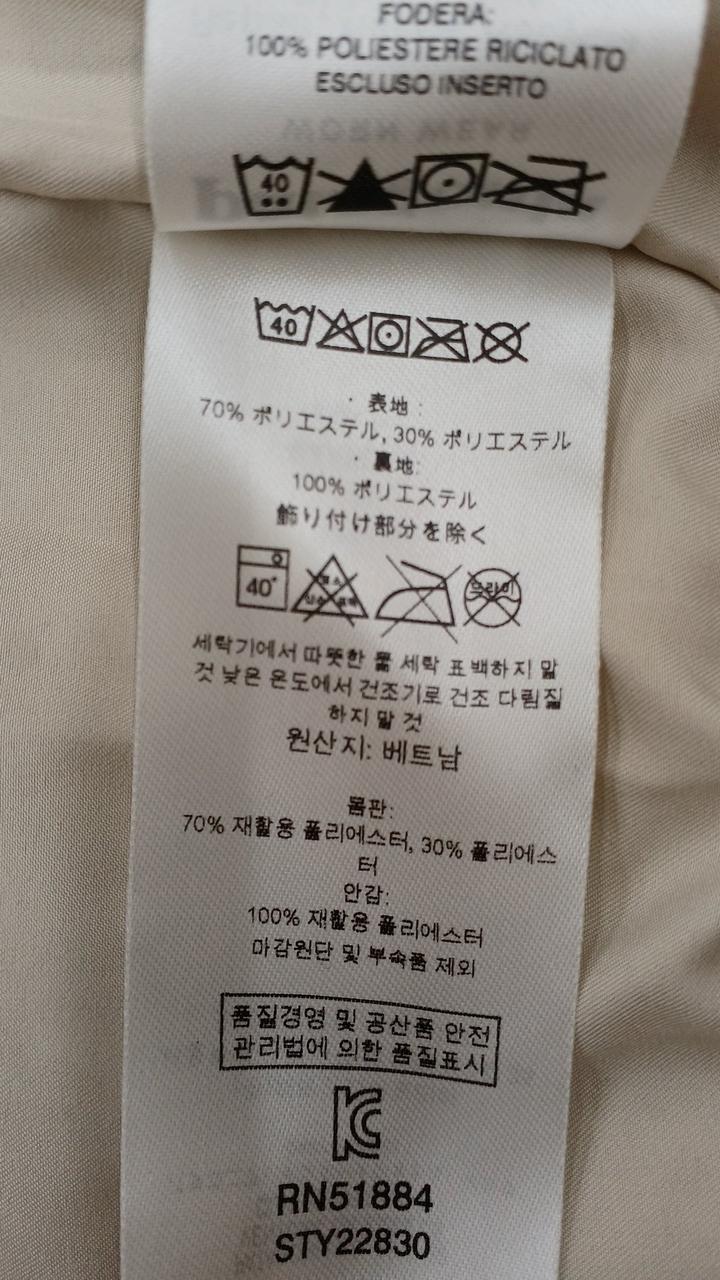 FODERA:
100% POLIESTERE RICICLATO
ESCLUSO INSERTO
WORN WEAR
40
40
・表地 :
70% ポリエステル, 30% ポリエステル
・裏地:
100% ポリエステル
飾り付け部分を除く
40°
드라이
세탁기에서 따뜻한 물 세탁 표백하지 말
것 낮은 온도에서 건조기로 건조 다림질
하지 말 것
원산지: 베트남
몸판:
70% 재활용 폴리에스터, 30% 폴리에스
터
안감:
100% 재활용 폴리에스터
마감원단 및 부속품 제외
품질경영 및 공산품 안전
관리법에 의한 품질표시
RN51884
STY22830